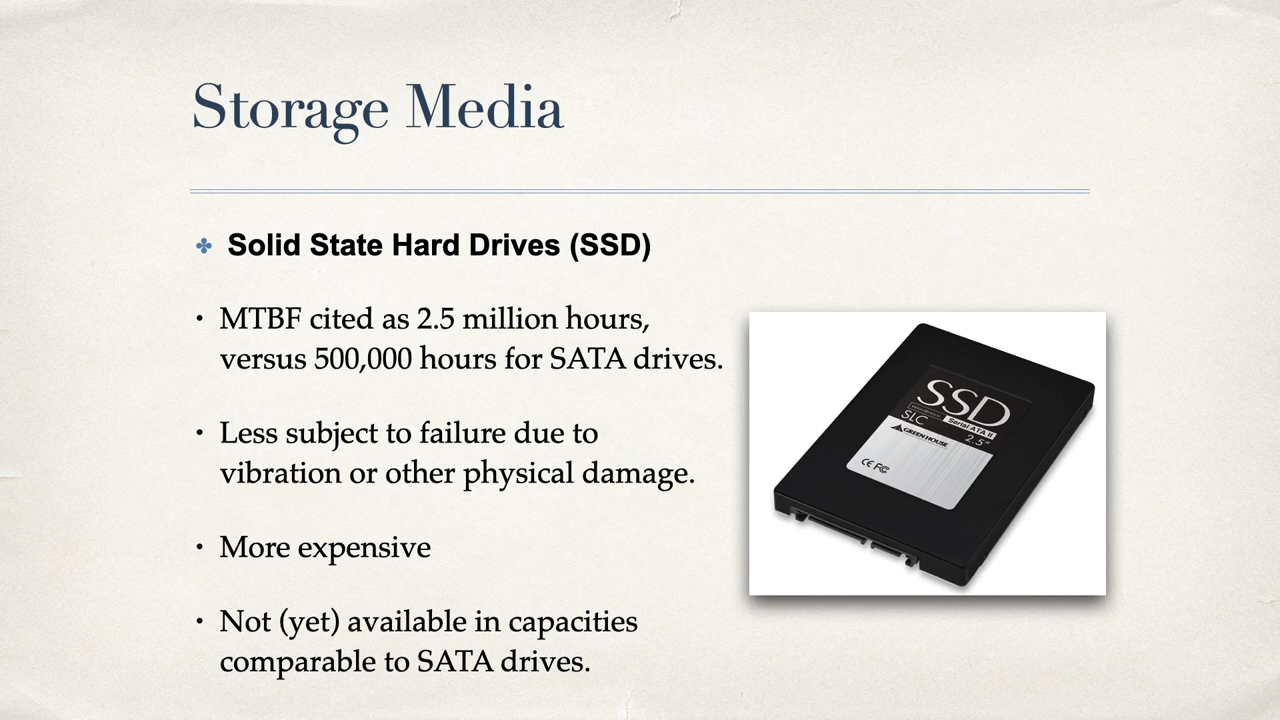 Storage Media
Solid State Hard Drives (SSD)
• MTBF cited as 2.5 million hours,
versus 500,000 hours for SATA drives.
• Less subject to failure due to
vibration or other physical damage.
• More expensive
• Not (yet) available in capacities
comparable to SATA drives.
SSD
SLC Serial ATA II
GREEN HOUSE 2.5"
CE FC